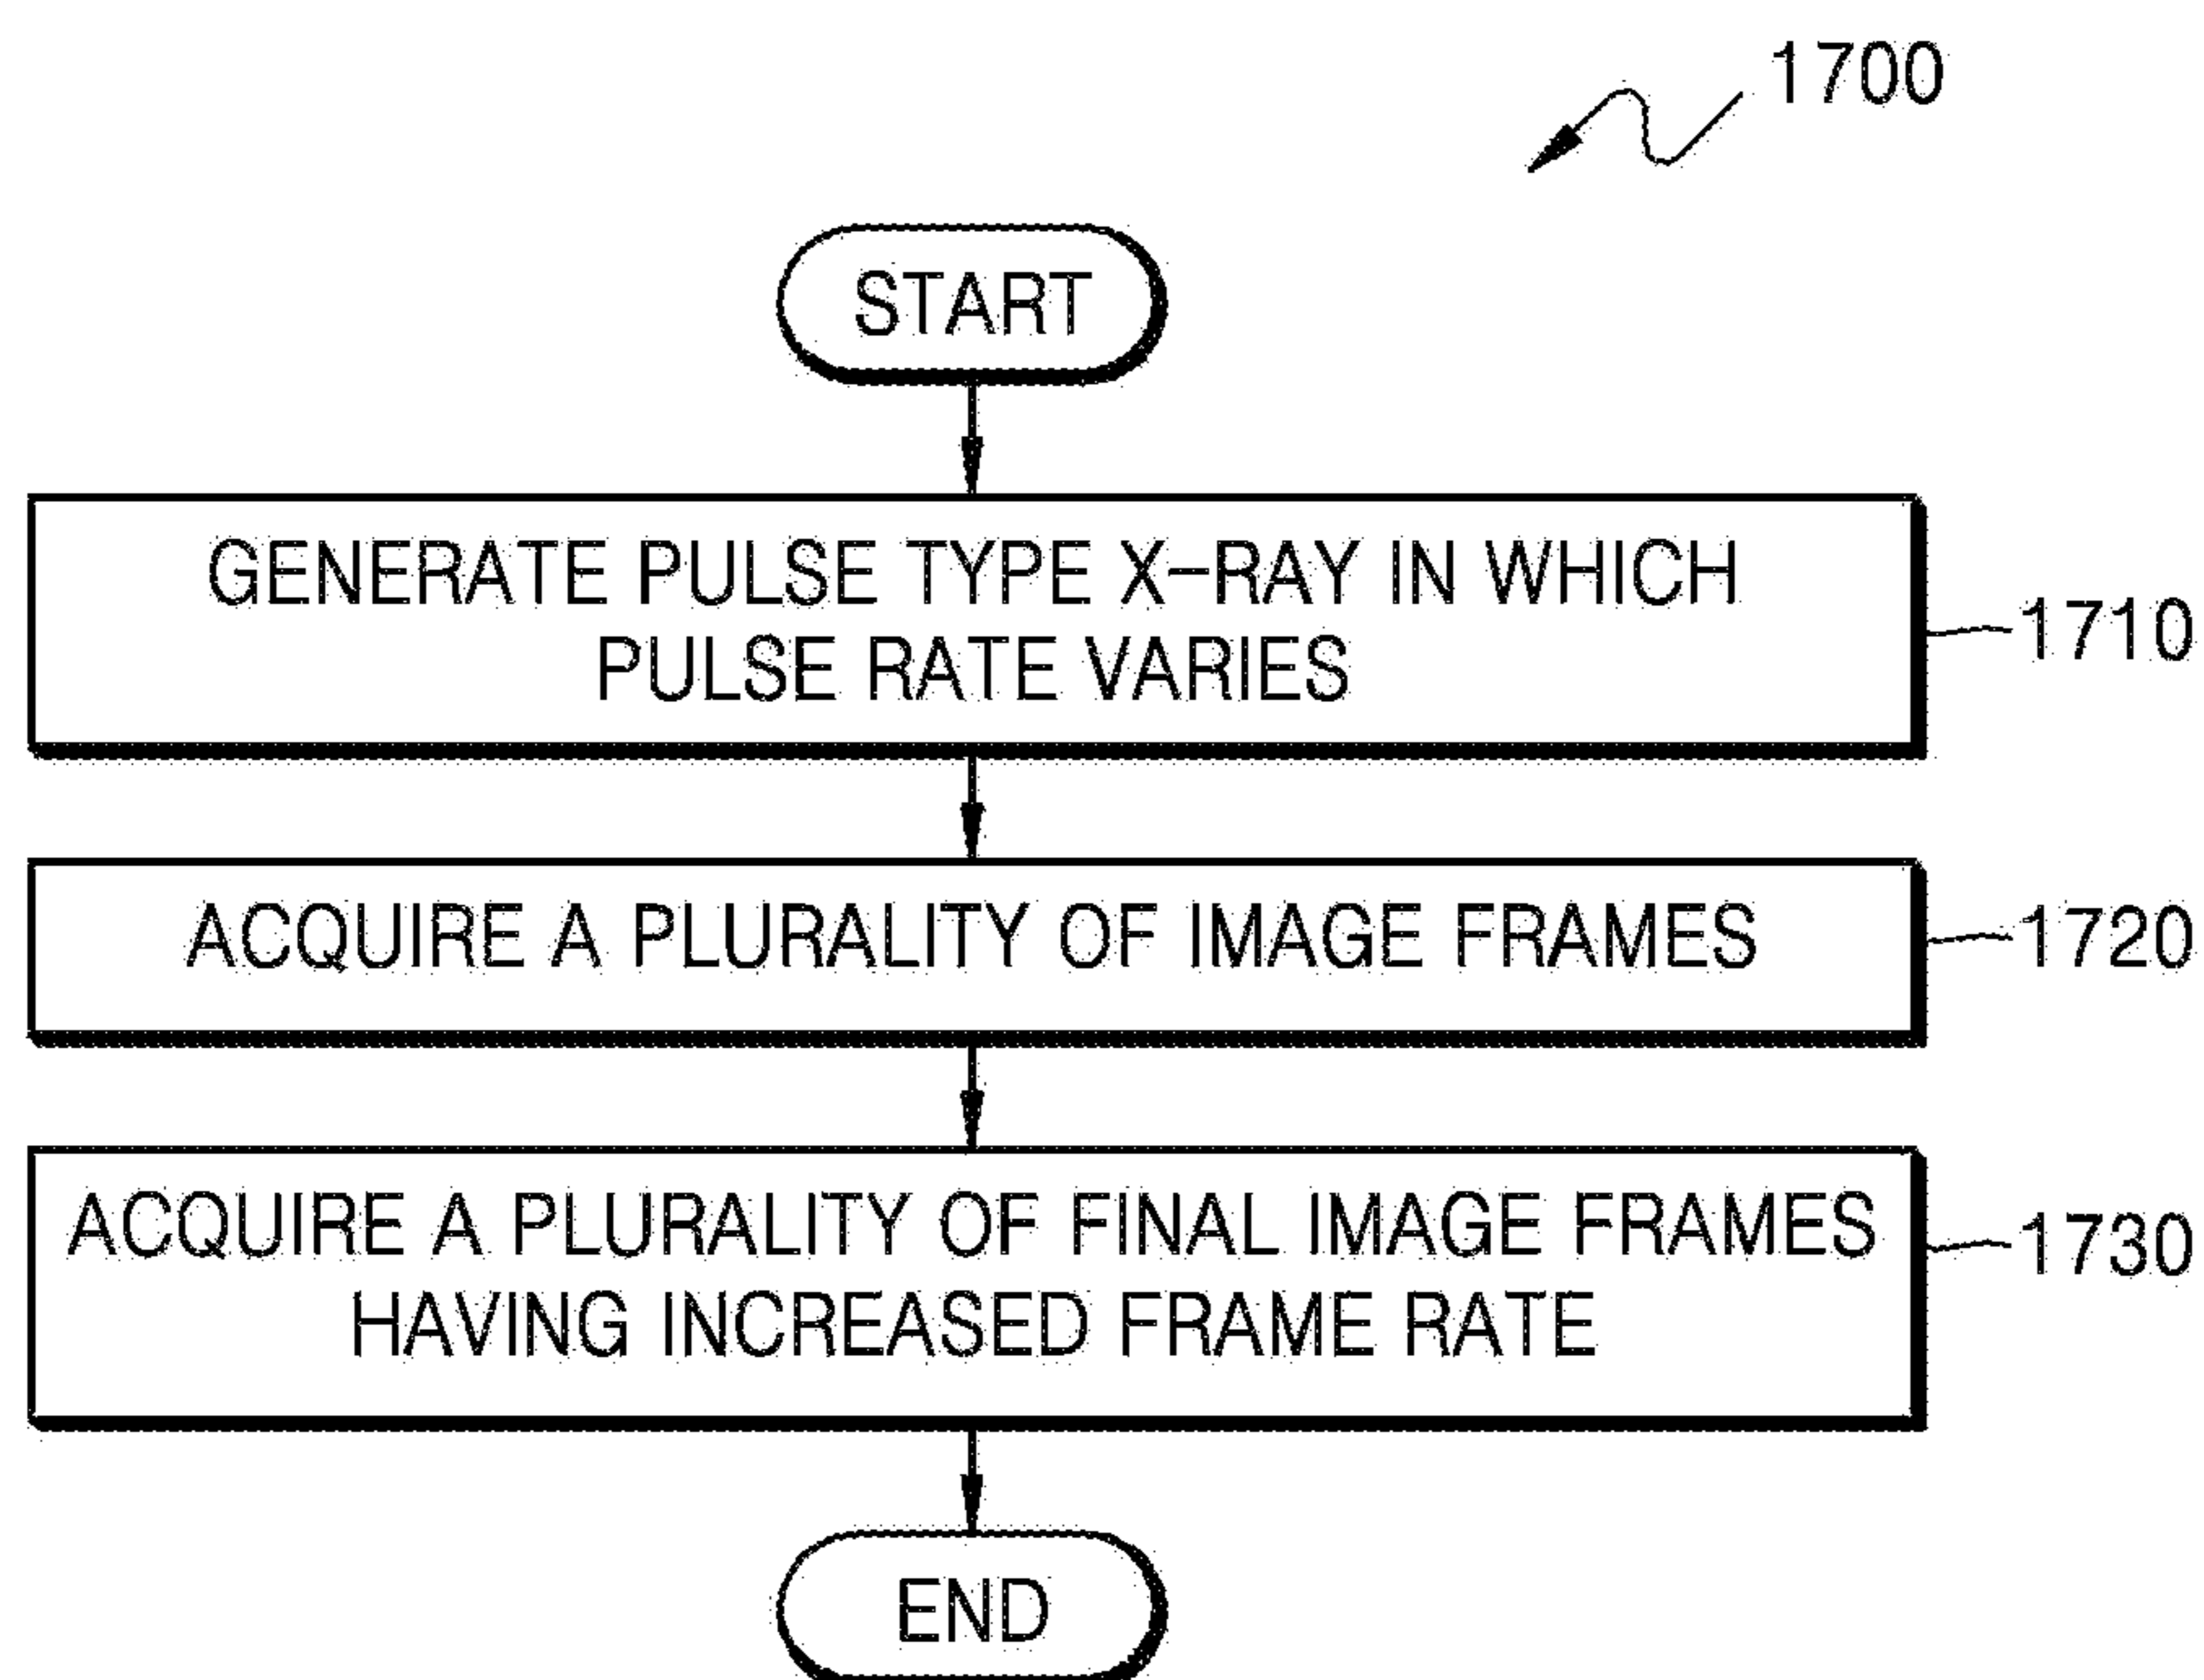 1700
START
GENERATE PULSE TYPE X-RAY IN WHICH
PULSE RATE VARIES
1710
ACQUIRE A PLURALITY OF IMAGE FRAMES
1720
ACQUIRE A PLURALITY OF FINAL IMAGE FRAMES
HAVING INCREASED FRAME RATE
1730
END